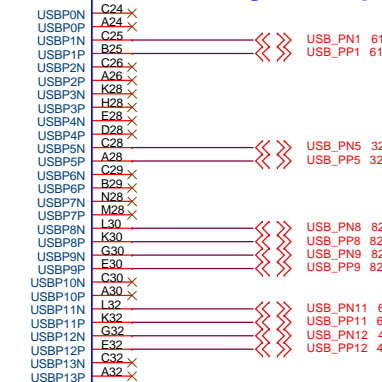 USBP0N C24
USBP0P A24
USBP1N C25 USB_PN1 61
USBP1P B25 USB_PP1 61
USBP2N C26
USBP2P A26
USBP3N K28
USBP3P H28
USBP4N E28
USBP4P D28
USBP5N C28 USB_PN5 32
USBP5P A28 USB_PP5 32
USBP6N C29
USBP6P B29
USBP7N N28
USBP7P M28
USBP8N L30 USB_PN8 82
USBP8P K30 USB_PP8 82
USBP9N G30 USB_PN9 82
USBP9P E30 USB_PP9 82
USBP10N C30
USBP10P A30
USBP11N L32 USB_PN11
USBP11P K32 USB_PP11
USBP12N G32 USB_PN12 4
USBP12P E32 USB_PP12 4
USBP13N C32
USBP13P A32